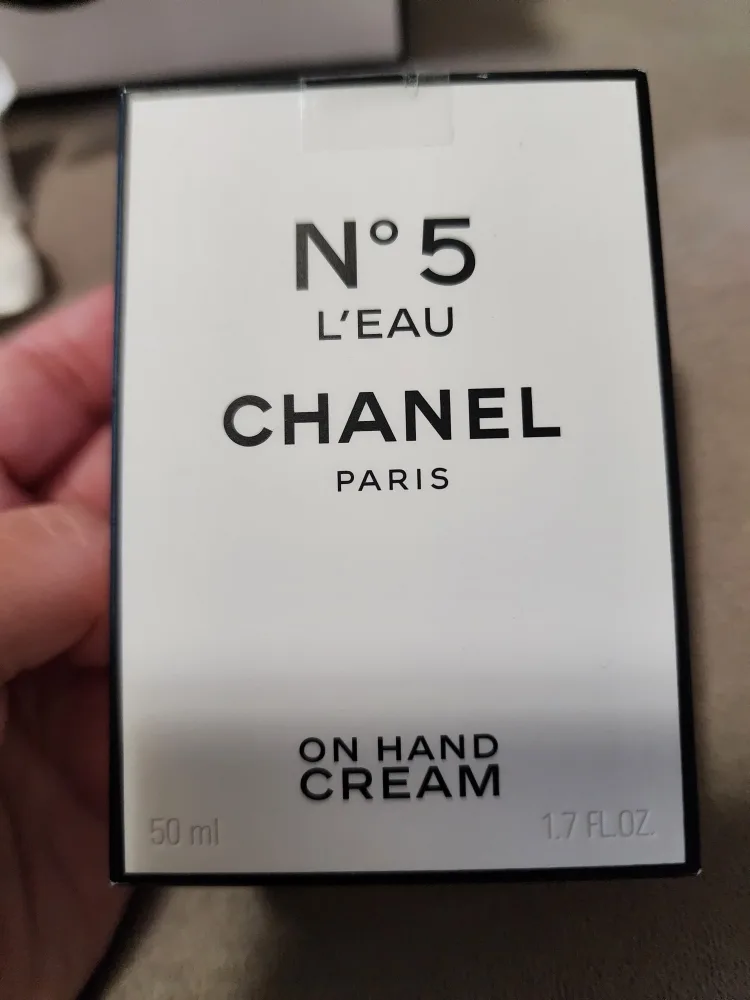 N°5
L'EAU
CHANEL
PARIS
ON HAND
CREAM
50 ml
1.7 FL.OZ.